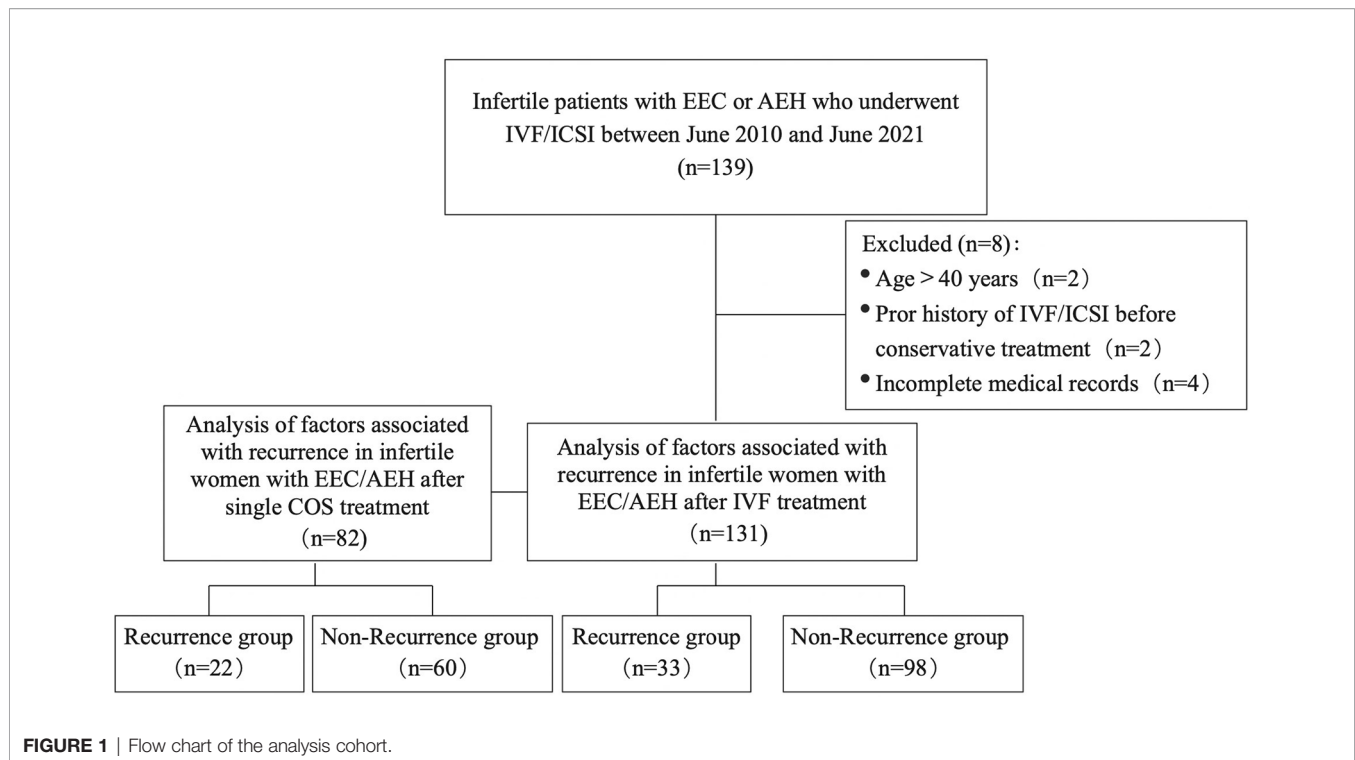 Infertile patients with EEC or AEH who underwent
IVF/ICSI between June 2010 and June 2021
(n=139)
Excluded (n=8):
• Age > 40 years (n=2)
• Pror history of IVF/ICSI before
conservative treatment (n=2)
• Incomplete medical records (n=4)
Analysis of factors associated
with recurrence in infertile
women with EEC/AEH after
single COS treatment
(n=82)
Analysis of factors associated with
recurrence in infertile women with
EEC/AEH after IVF treatment
(n=131)
Recurrence group
(n=22)
Non-Recurrence group
(n=60)
Recurrence group
(n=33)
Non-Recurrence group
(n=98)
FIGURE 1 | Flow chart of the analysis cohort.